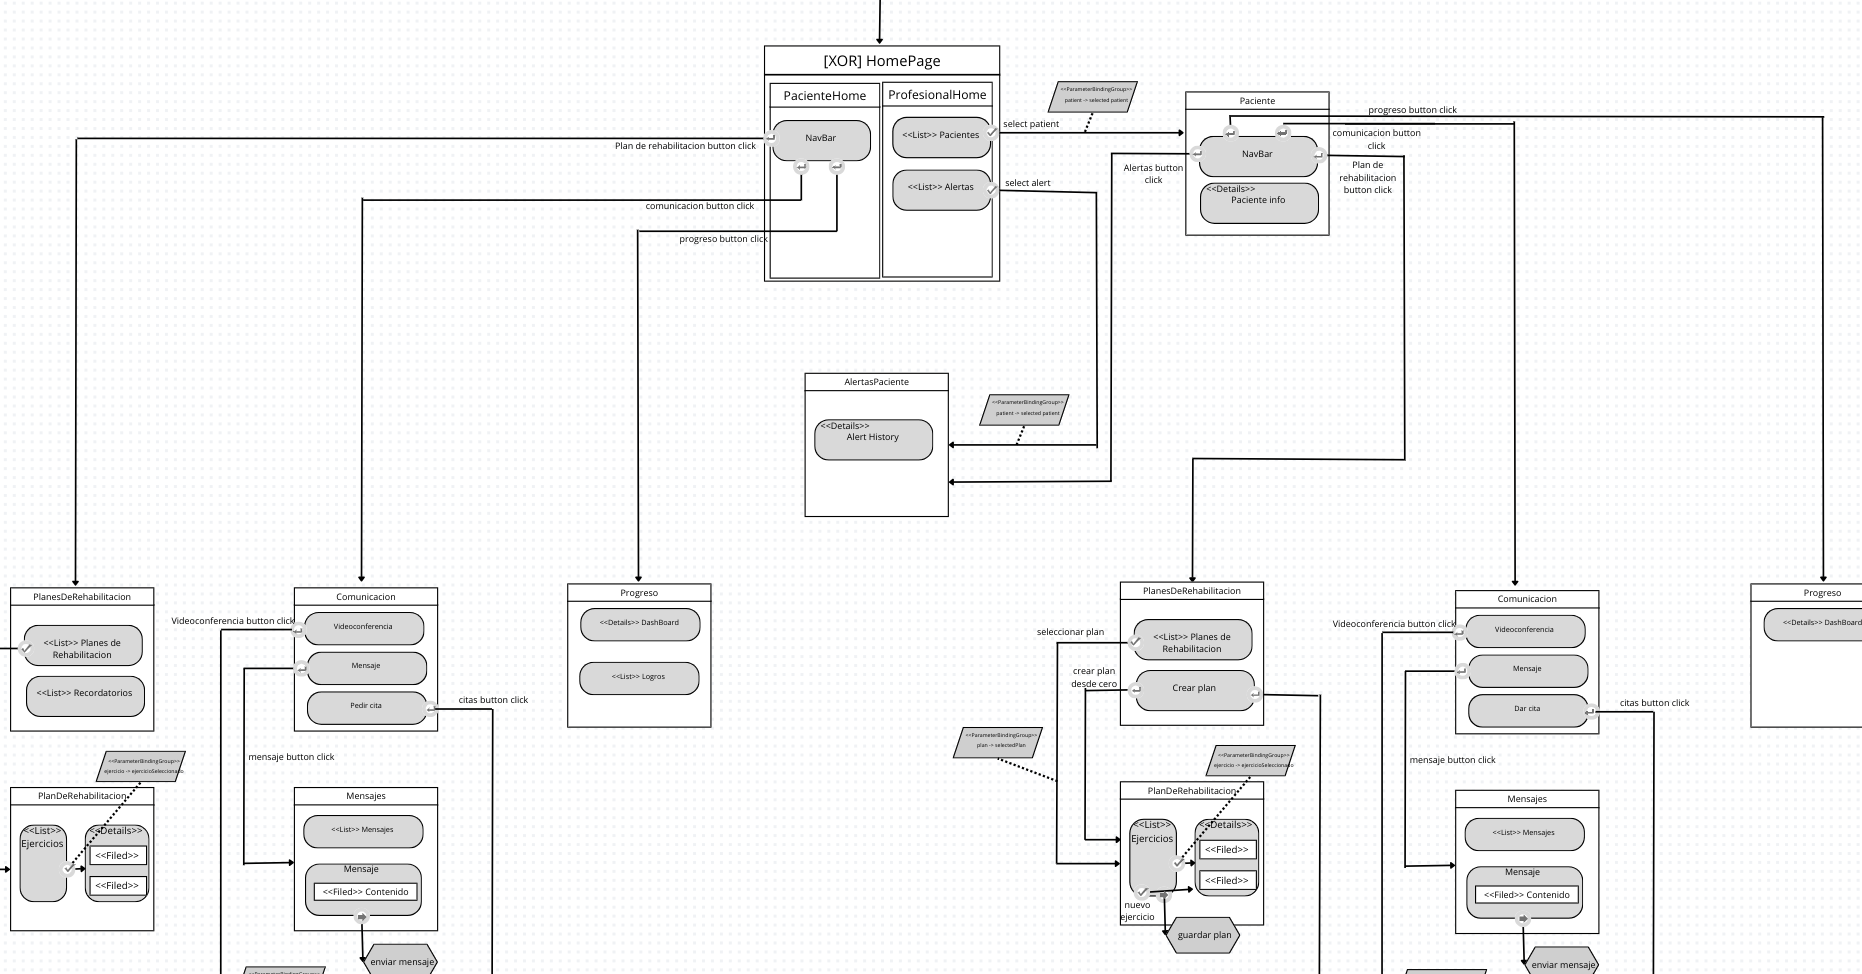 [XOR] HomePage
PacienteHome
ProfesionalHome
NavBar
<<List>> Pacientes
<<List>> Alertas
Plan de rehabilitacion button click
comunicacion button click
progreso button click
select patient
select alert
<<ParameterBindingGroup>>
patient -> selected patient
Paciente
NavBar
<<Details>>
Paciente info
progreso button click
comunicacion button
click
Alertas button
click
Plan de
rehabilitacion
button click
AlertasPaciente
<<Details>>
Alert History
<<ParameterBindingGroup>>
patient -> selected patient
PlanesDeRehabilitacion
<<List>> Planes de
Rehabilitacion
<<List>> Recordatorios
Comunicacion
Videoconferencia
Mensaje
Pedir cita
Videoconferencia button click
citas button click
mensaje button click
Progreso
<<Details>> DashBoard
<<List>> Logros
PlanesDeRehabilitacion
<<List>> Planes de
Rehabilitacion
Crear plan
seleccionar plan
crear plan
desde cero
Comunicacion
Videoconferencia
Mensaje
Dar cita
Videoconferencia button click
citas button click
mensaje button click
Progreso
<<Details>> DashBoard
<<ParameterBindingGroup>>
ejercicio -> ejercicioSeleccionado
PlanDeRehabilitacion
<<List>>
Ejercicios
<<Details>>
<<Filed>>
<<Filed>>
Mensajes
<<List>> Mensajes
Mensaje
<<Filed>> Contenido
enviar mensaje
<<ParameterBindingGroup>>
<<ParameterBindingGroup>>
plan -> selectedPlan
<<ParameterBindingGroup>>
ejercicio -> ejercicioSeleccionado
PlanDeRehabilitacion
<<List>>
Ejercicios
<<Details>>
<<Filed>>
<<Filed>>
nuevo
ejercicio
guardar plan
Mensajes
<<List>> Mensajes
Mensaje
<<Filed>> Contenido
enviar mensaje